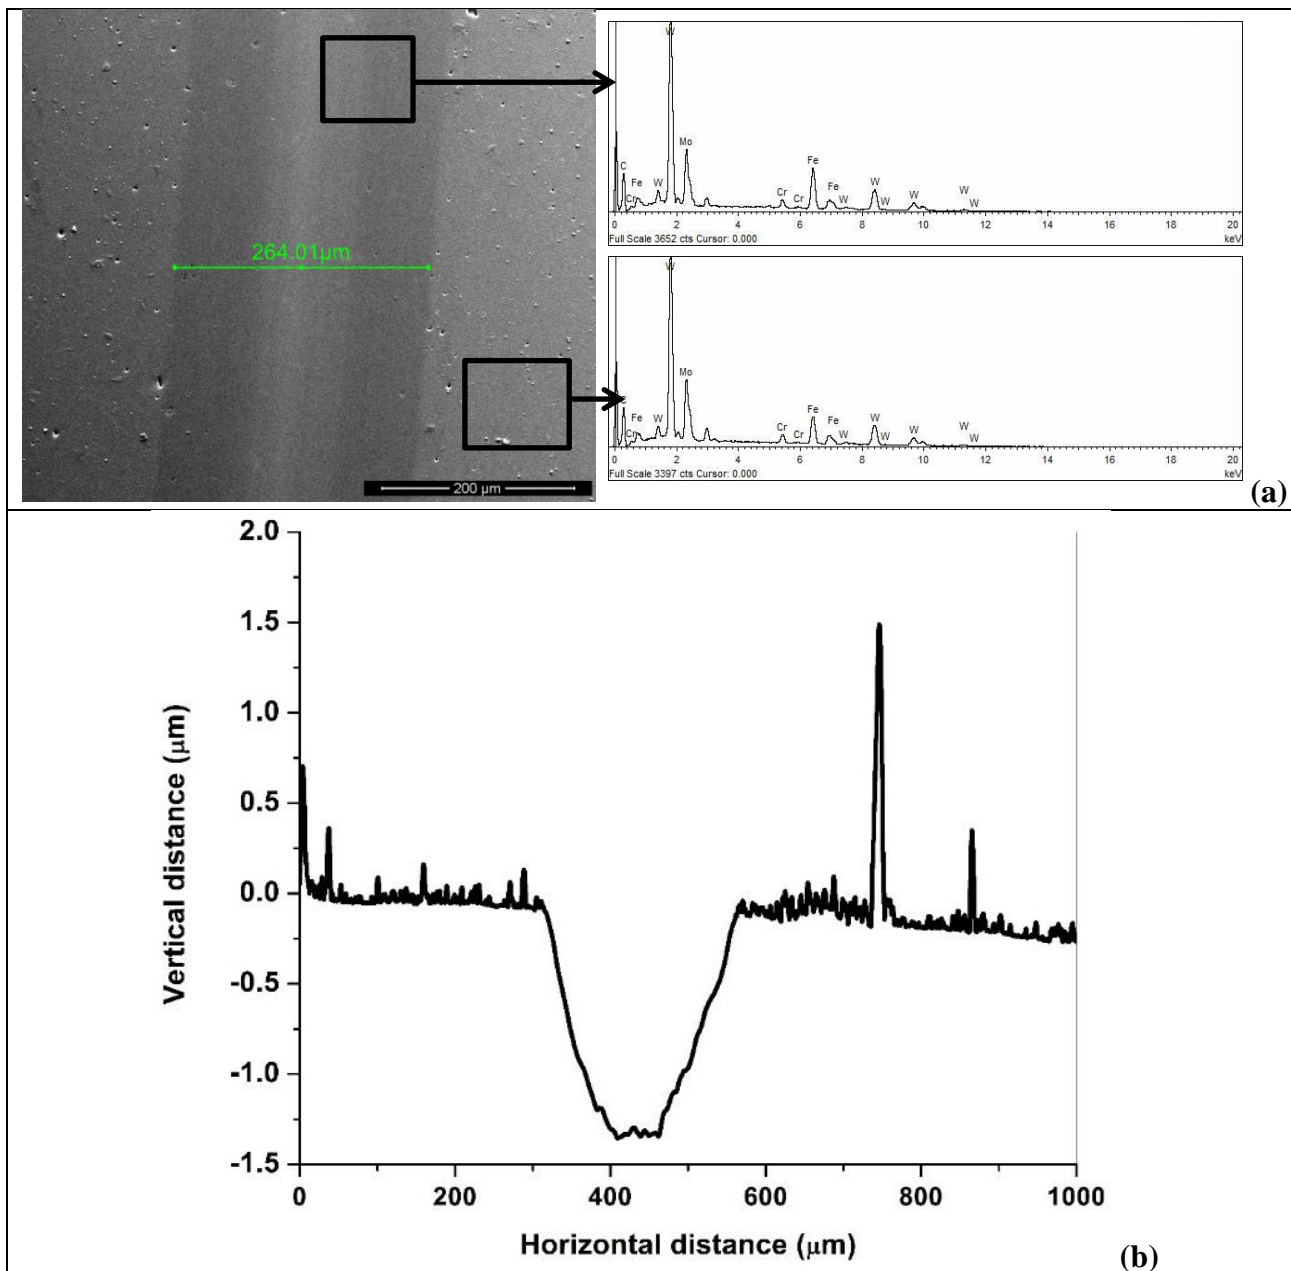 264.01µm
200 µm
W
Mo
C
Fe
Fe
Cr
W
Cr
Cr
Fe
W
W
W
W
W
W
0 2 4 6 8 10 12 14 16 18 20
Full Scale 3652 cts Cursor: 0.000
keV
W
Mo
C
Fe
Fe
Cr
W
Cr
Cr
Fe
W
W
W
W
W
W
0 2 4 6 8 10 12 14 16 18 20
Full Scale 3397 cts Cursor: 0.000
keV
(a)
2.0
1.5
1.0
0.5
0.0
-0.5
-1.0
-1.5
Vertical distance (µm)
0 200 400 600 800 1000
Horizontal distance (µm)
(b)